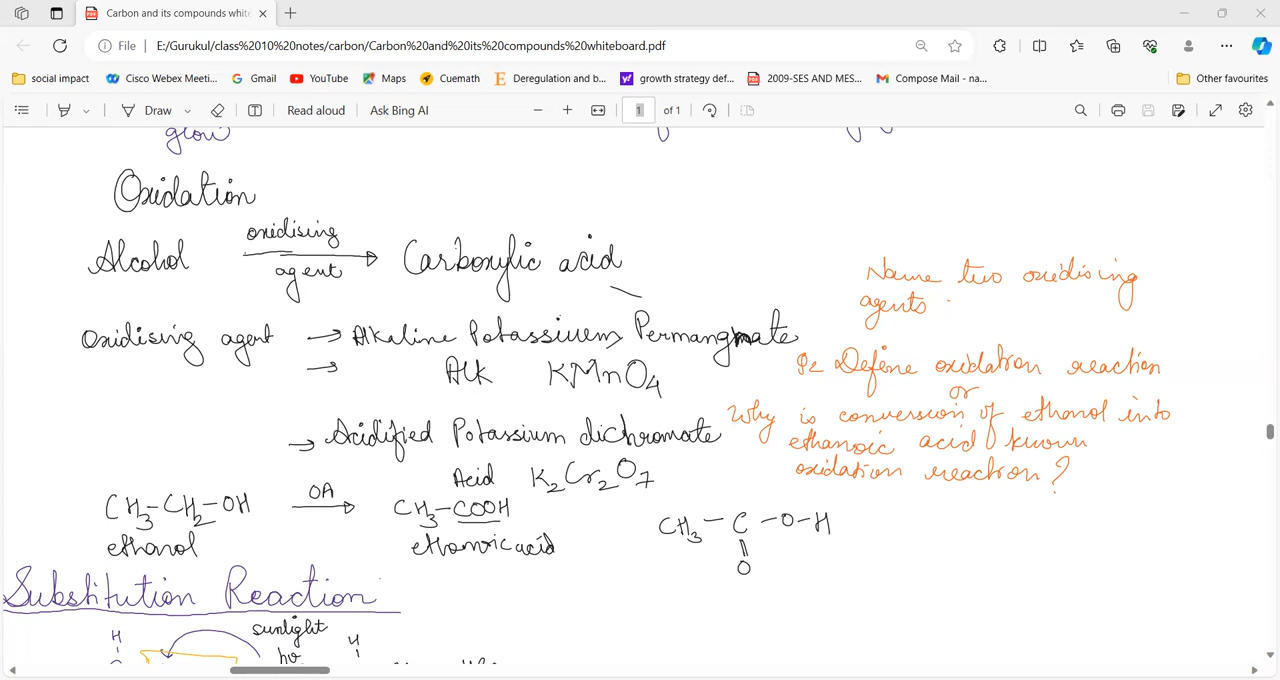 Carbon and its compounds white
File
E:/Gurukul/class%2010%20notes/carbon/Carbon%20and%20its%20compounds%20whiteboard.pdf
social impact
Cisco Webex Meeti...
Gmail
YouTube
Maps
Cuemath
Deregulation and b...
growth strategy def...
2009-SES AND MES...
Compose Mail - na...
Other favourites
Draw
Read aloud
Ask Bing AI
1 of 1
glow
Oxidation
Alcohol oxidising agent → Carboxylic acid
Name two oxidising
agents
Oxidising agent → Alkaline Potassium Permangnate
→ Alk KMnO4
Q2 Define oxidation reaction
or
Why is conversion of ethanol into
ethanoic acid known
oxidation reaction?
→ Acidified Potassium dichromate
Acid K2Cr2O7
CH3-CH2-OH OA → CH3-COOH
ethanol ethanoic acid
CH3-C-O-H
O
Substitution Reaction
H sunlight H
hν
C